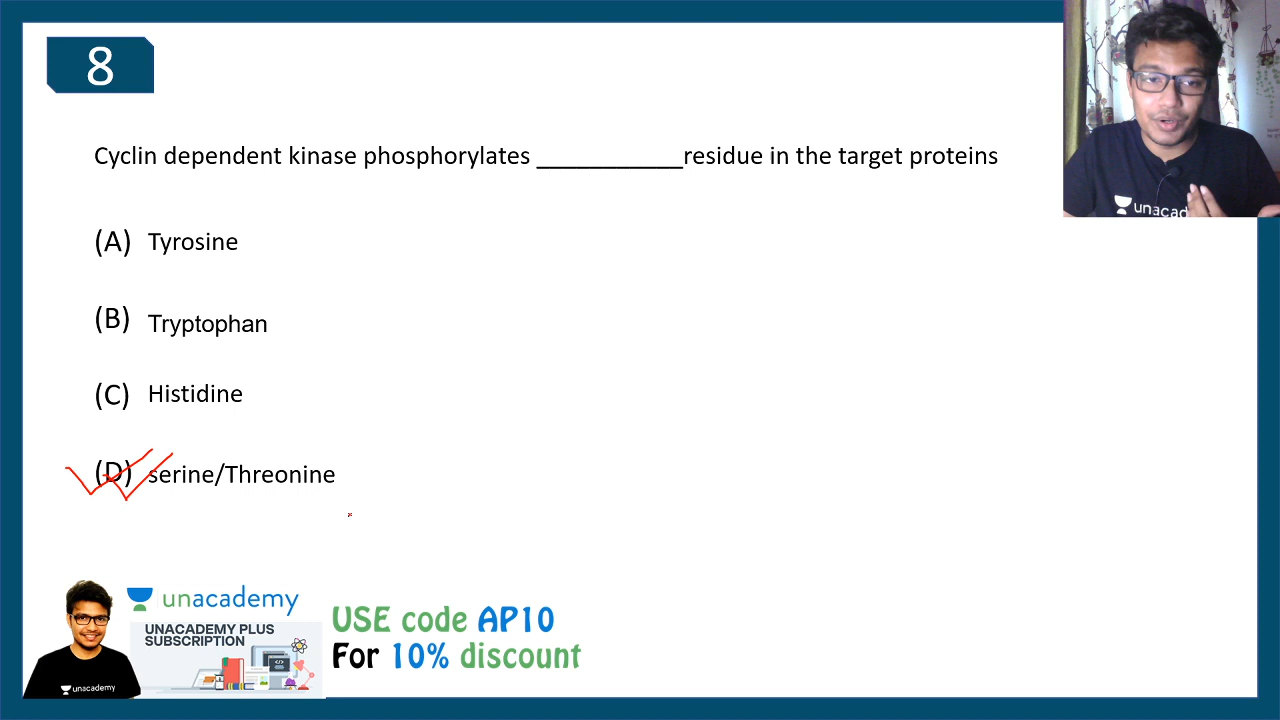 8
Cyclin dependent kinase phosphorylates ___________residue in the target proteins
(A) Tyrosine
(B) Tryptophan
(C) Histidine
(D) serine/Threonine
unacademy
UNACADEMY PLUS
SUBSCRIPTION
USE code AP10
For 10% discount
unacademy
unacad